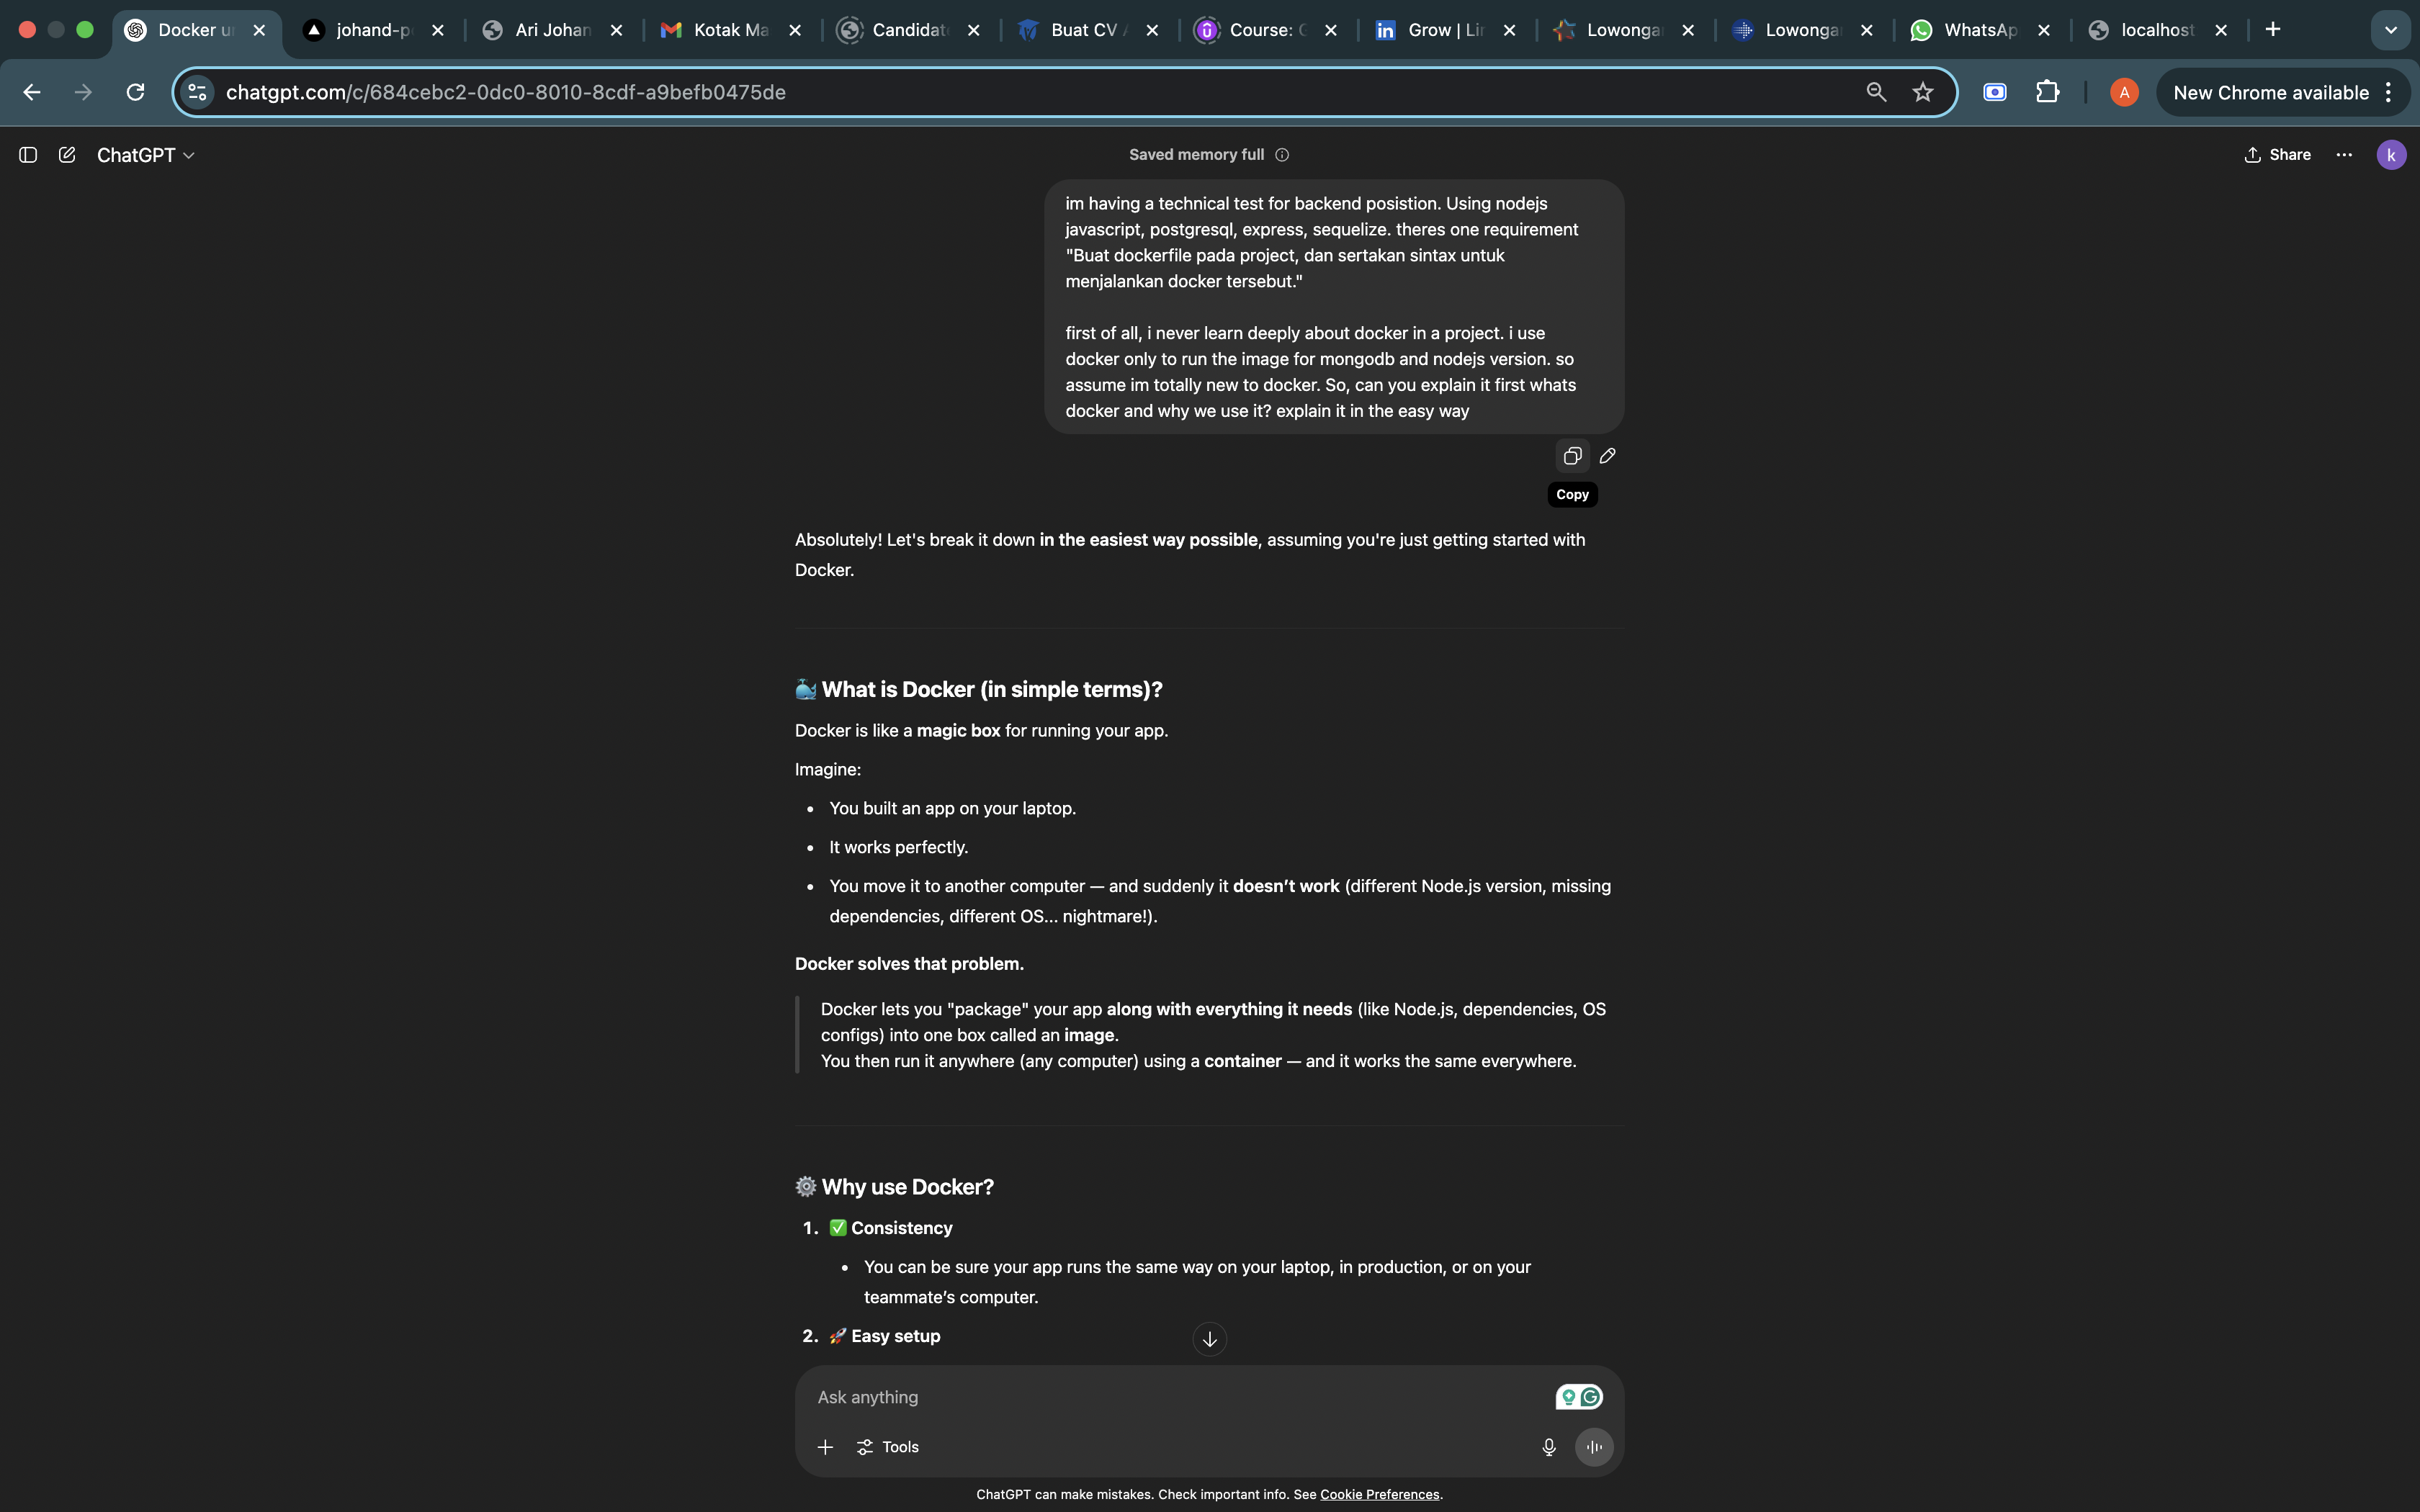 Docker u
johand-p
Ari Johan
Kotak Ma
Candidat
Buat CV A
Course: G
Grow | Li
Lowonga
Lowonga
WhatsAp
localhost
chatgpt.com/c/684cebc2-0dc0-8010-8cdf-a9befb0475de
A
New Chrome available
ChatGPT
Saved memory full
Share
k
im having a technical test for backend posistion. Using nodejs
javascript, postgresql, express, sequelize. theres one requirement
"Buat dockerfile pada project, dan sertakan sintax untuk
menjalankan docker tersebut."
first of all, i never learn deeply about docker in a project. i use
docker only to run the image for mongodb and nodejs version. so
assume im totally new to docker. So, can you explain it first whats
docker and why we use it? explain it in the easy way
Copy
Absolutely! Let's break it down in the easiest way possible, assuming you're just getting started with
Docker.
🐳 What is Docker (in simple terms)?
Docker is like a magic box for running your app.
Imagine:
• You built an app on your laptop.
• It works perfectly.
• You move it to another computer — and suddenly it doesn’t work (different Node.js version, missing
dependencies, different OS... nightmare!).
Docker solves that problem.
Docker lets you "package" your app along with everything it needs (like Node.js, dependencies, OS
configs) into one box called an image.
You then run it anywhere (any computer) using a container — and it works the same everywhere.
⚙️ Why use Docker?
1. ✅ Consistency
• You can be sure your app runs the same way on your laptop, in production, or on your
teammate’s computer.
2. 🚀 Easy setup
Ask anything
Tools
ChatGPT can make mistakes. Check important info. See Cookie Preferences.